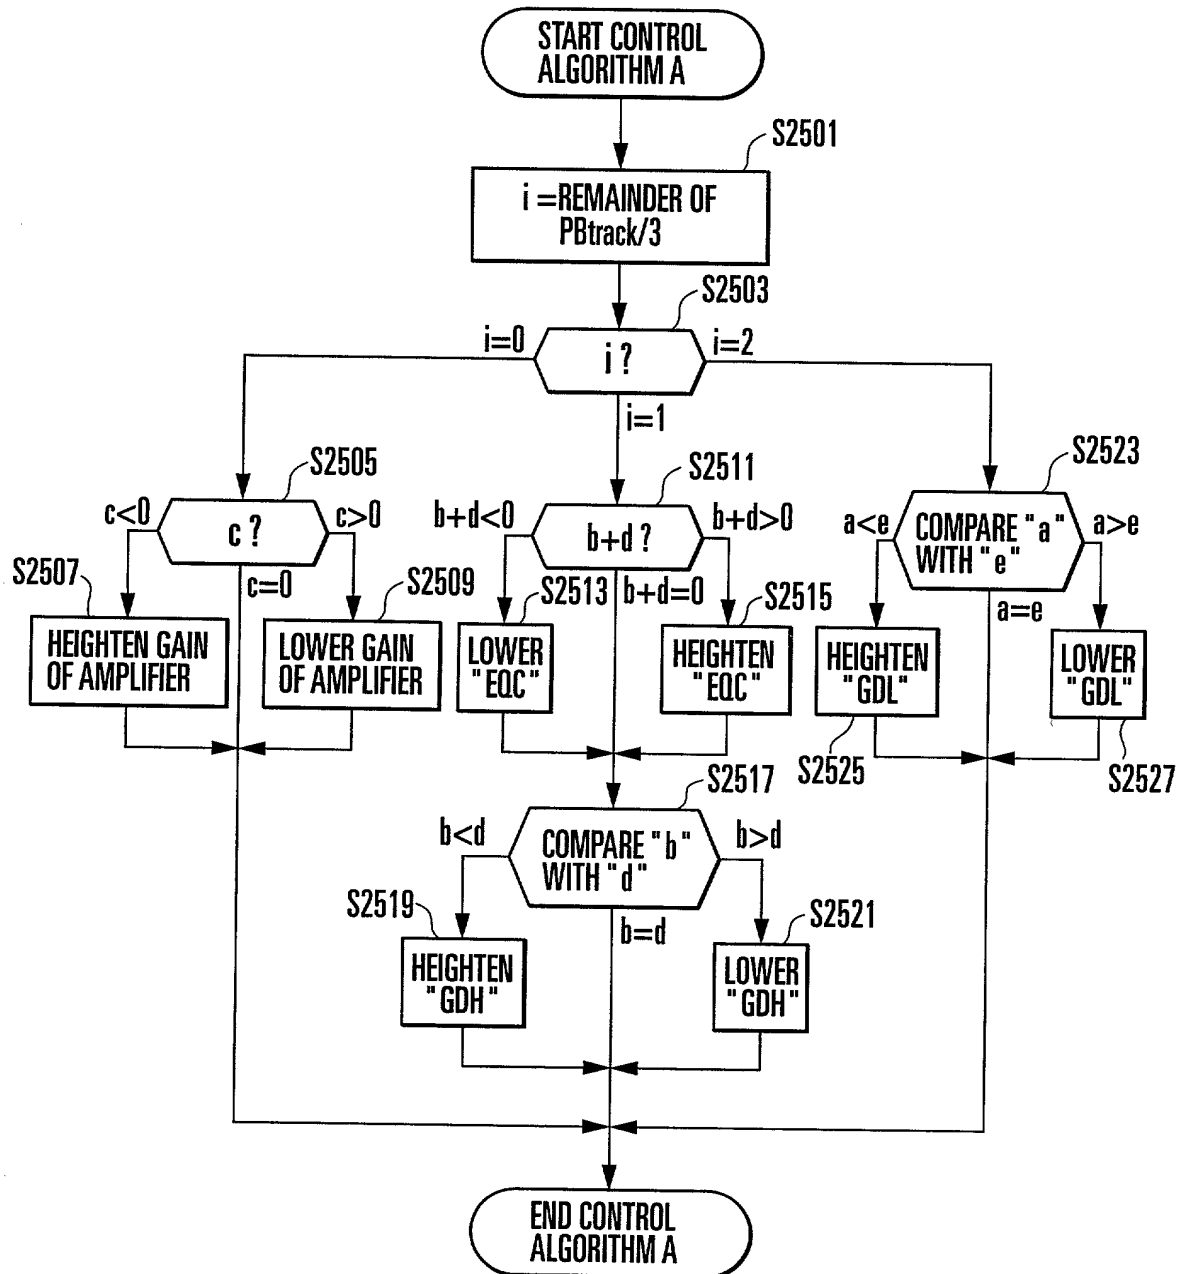 START CONTROL
ALGORITHM A
S2501
i =REMAINDER OF
PBtrack/3
S2503
i=0
i ?
i=2
i=1
S2505
c<0
c ?
c>0
c=0
S2507
HEIGHTEN GAIN
OF AMPLIFIER
S2509
LOWER GAIN
OF AMPLIFIER
S2511
b+d<0
b+d ?
b+d>0
b+d=0
S2513
LOWER
"EQC"
S2515
HEIGHTEN
"EQC"
S2523
a<e
COMPARE "a"
WITH "e"
a>e
a=e
HEIGHTEN
"GDL"
S2525
LOWER
"GDL"
S2527
S2517
b<d
COMPARE "b"
WITH "d"
b>d
b=d
S2519
HEIGHTEN
"GDH"
S2521
LOWER
"GDH"
END CONTROL
ALGORITHM A